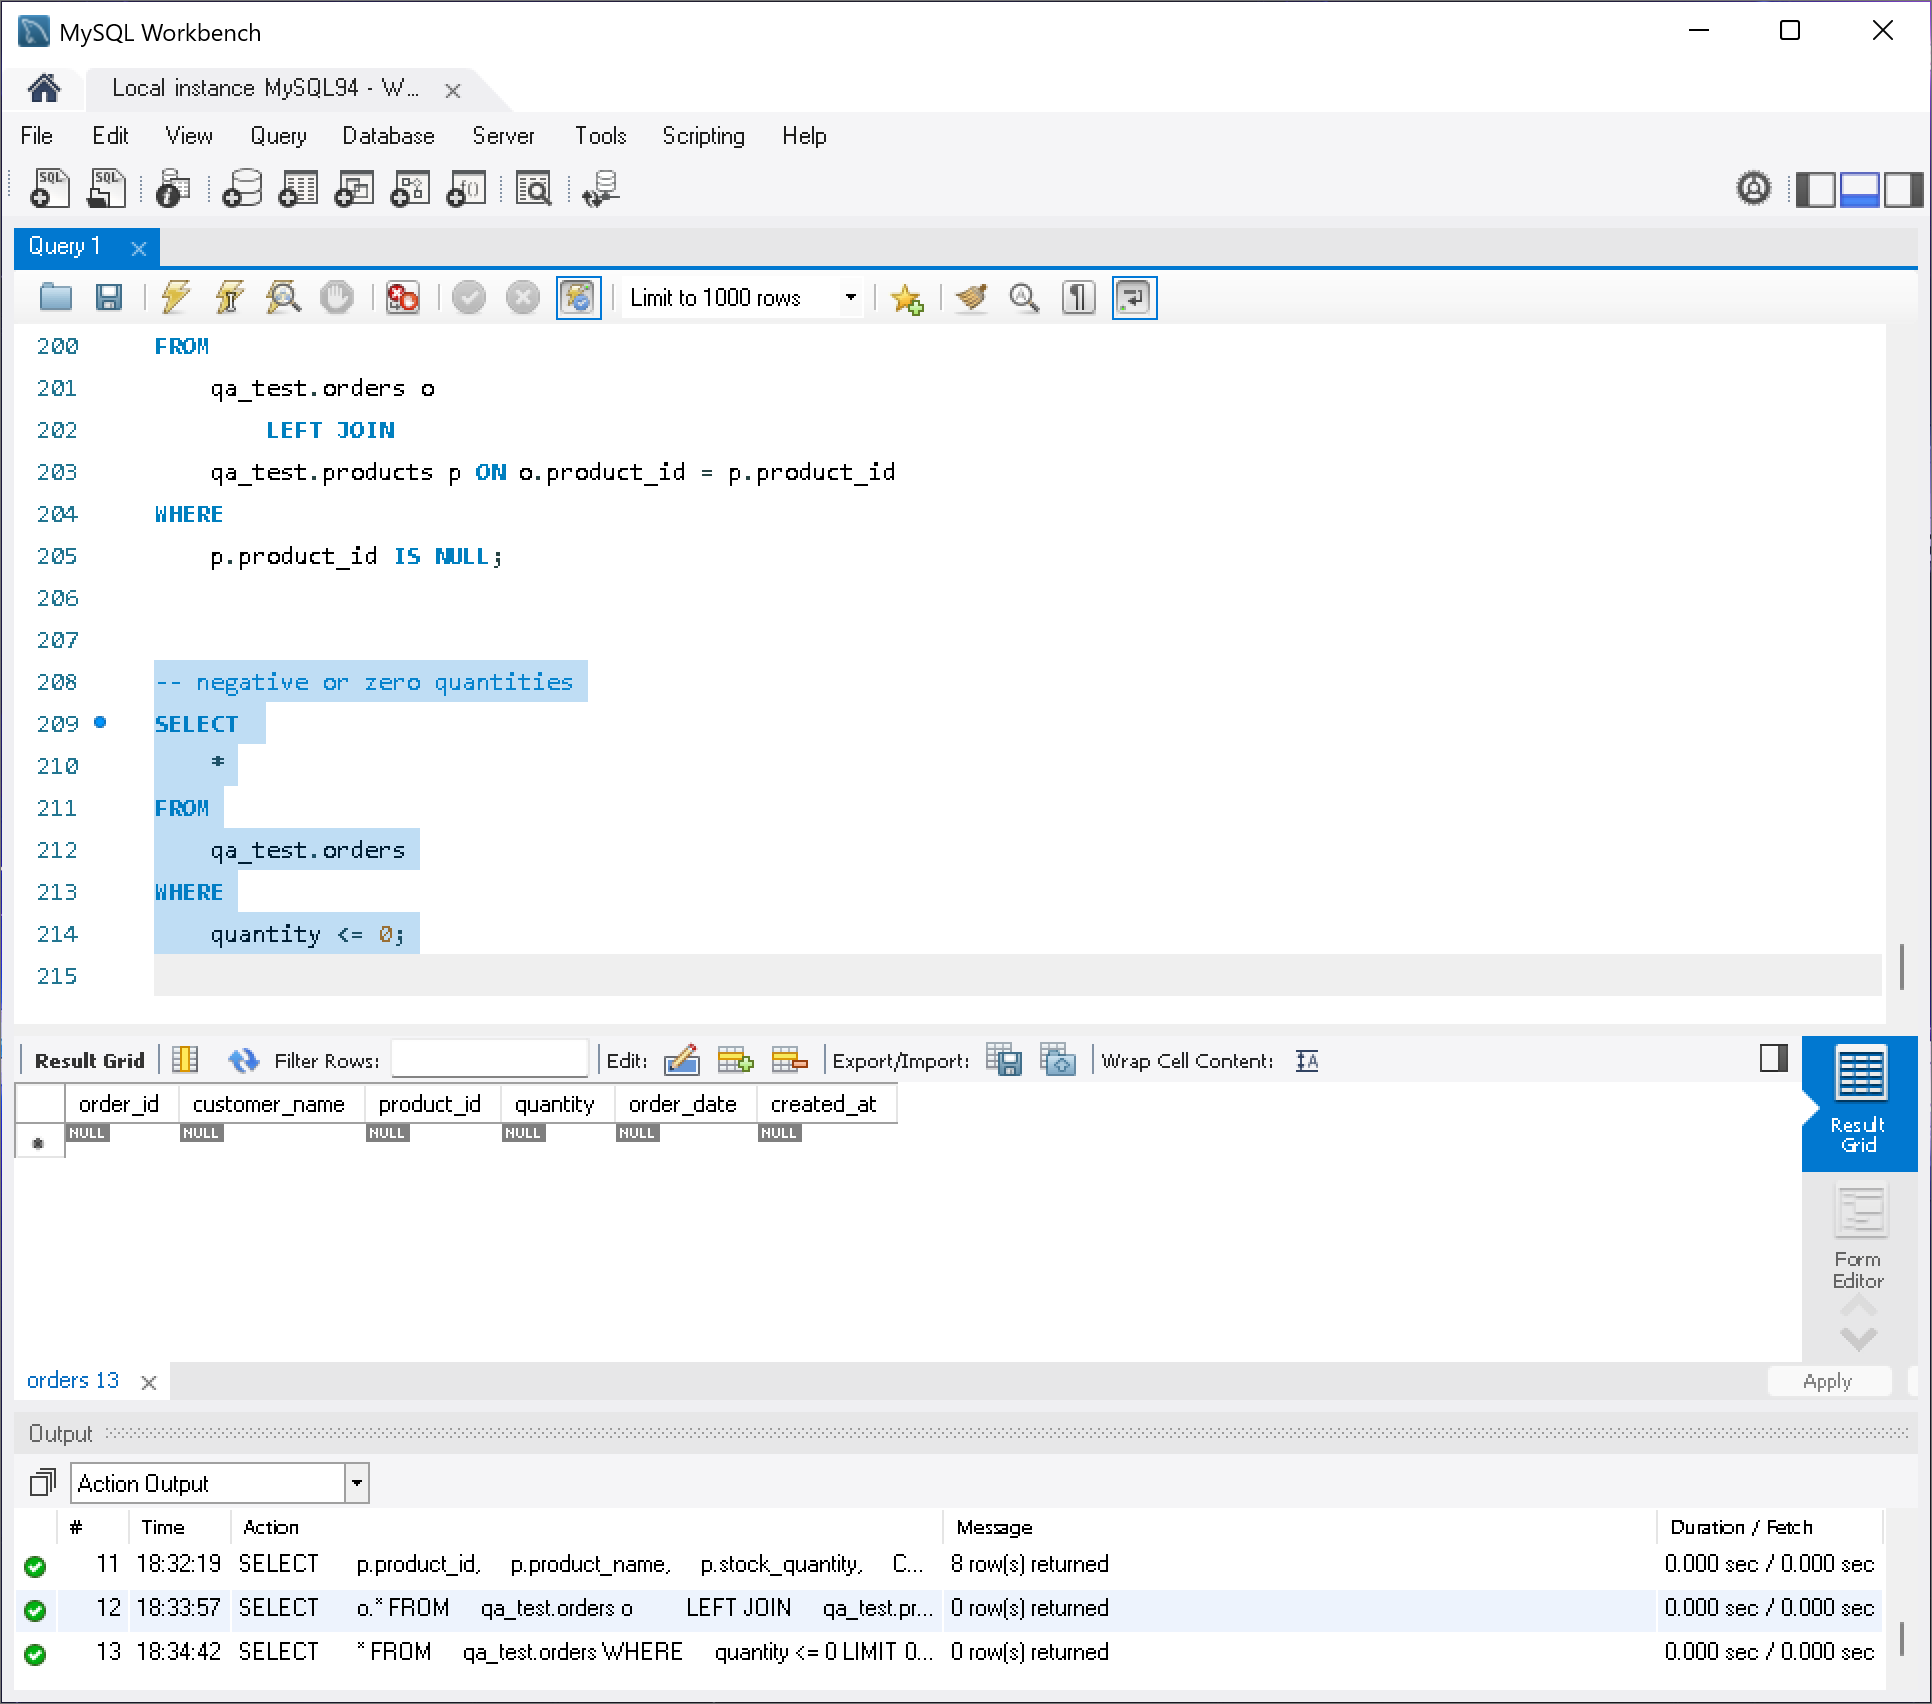 MySQL Workbench
Local instance MySQL94 - W...
File Edit View Query Database Server Tools Scripting Help
Query 1
Limit to 1000 rows
200 FROM
201 qa_test.orders o
202 LEFT JOIN
203 qa_test.products p ON o.product_id = p.product_id
204 WHERE
205 p.product_id IS NULL;
206
207
208 -- negative or zero quantities
209 SELECT
210 *
211 FROM
212 qa_test.orders
213 WHERE
214 quantity <= 0;
215
Result Grid Filter Rows: Edit: Export/Import: Wrap Cell Content:
order_id customer_name product_id quantity order_date created_at
NULL NULL NULL NULL NULL NULL
Result
Grid
Form
Editor
orders 13 Apply
Output
Action Output
# Time Action Message Duration / Fetch
11 18:32:19 SELECT p.product_id, p.product_name, p.stock_quantity, C... 8 row(s) returned 0.000 sec / 0.000 sec
12 18:33:57 SELECT o.* FROM qa_test.orders o LEFT JOIN qa_test.pr... 0 row(s) returned 0.000 sec / 0.000 sec
13 18:34:42 SELECT * FROM qa_test.orders WHERE quantity <= 0 LIMIT 0... 0 row(s) returned 0.000 sec / 0.000 sec